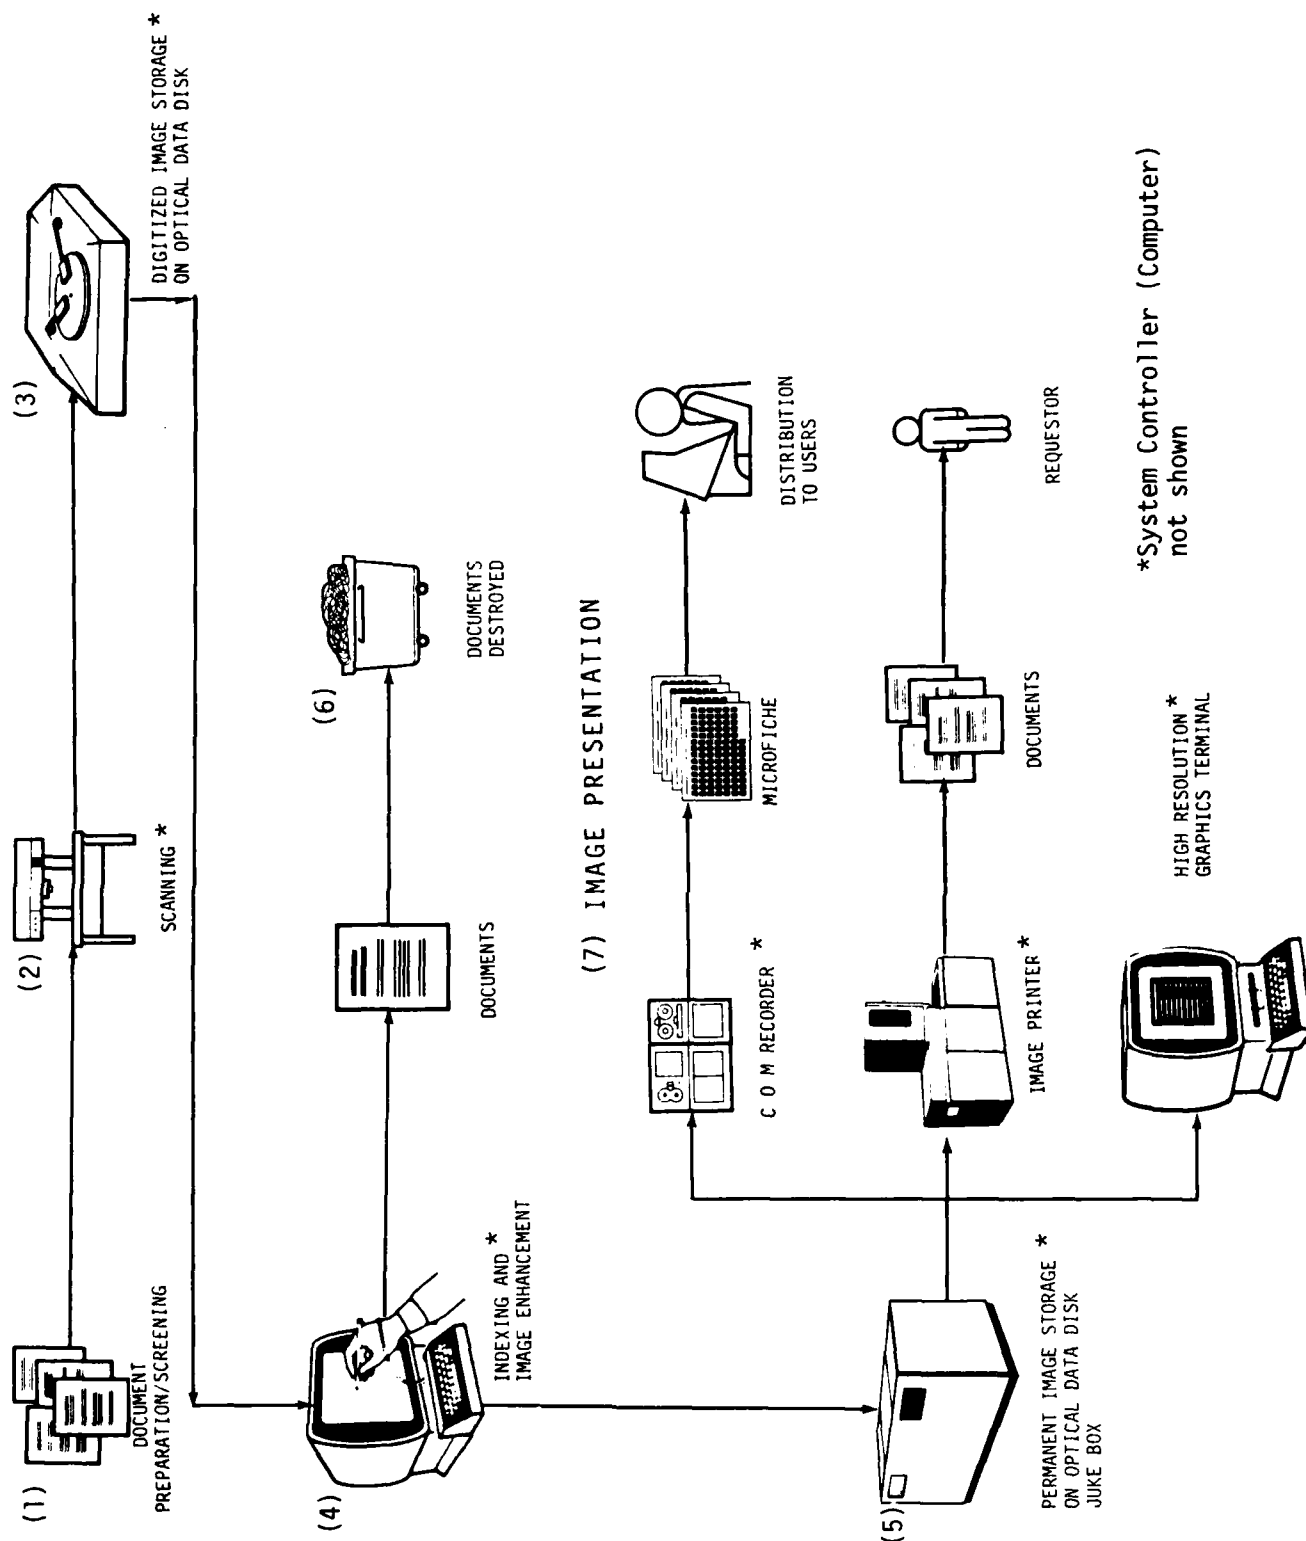 (1)
DOCUMENT
PREPARATION/SCREENING
(2)
SCANNING *
(3)
DIGITIZED IMAGE STORAGE *
ON OPTICAL DATA DISK
(4)
INDEXING AND *
IMAGE ENHANCEMENT
DOCUMENTS
(6)
DOCUMENTS
DESTROYED
(7) IMAGE PRESENTATION
C O M RECORDER *
MICROFICHE
DISTRIBUTION
TO USERS
(5)
PERMANENT IMAGE STORAGE *
ON OPTICAL DATA DISK
JUKE BOX
IMAGE PRINTER *
DOCUMENTS
REQUESTOR
HIGH RESOLUTION *
GRAPHICS TERMINAL
*System Controller (Computer)
not shown